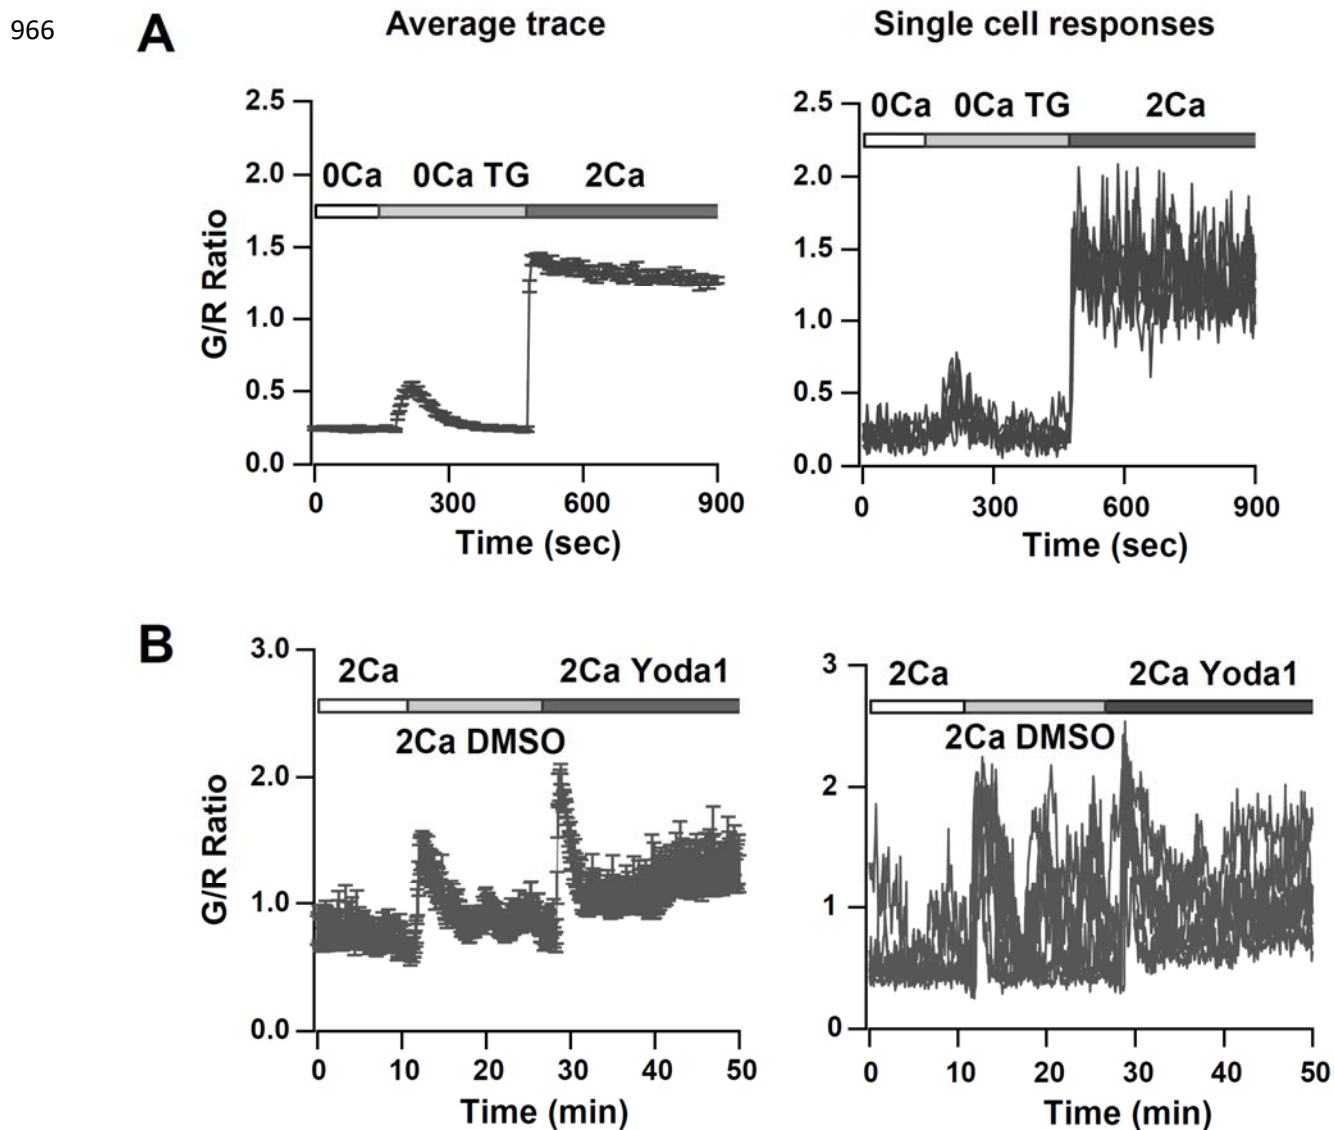 966
A
Average trace
Single cell responses
2.5
2.0
1.5
1.0
0.5
0.0
G/R Ratio
0Ca
0Ca TG
2Ca
0
300
600
900
Time (sec)
2.5
2.0
1.5
1.0
0.5
0.0
0Ca
0Ca TG
2Ca
0
300
600
900
Time (sec)
B
3.0
2.0
1.0
0.0
G/R Ratio
2Ca
2Ca Yoda1
2Ca DMSO
0
10
20
30
40
50
Time (min)
3
2
1
0
2Ca
2Ca Yoda1
2Ca DMSO
0
10
20
30
40
50
Time (min)